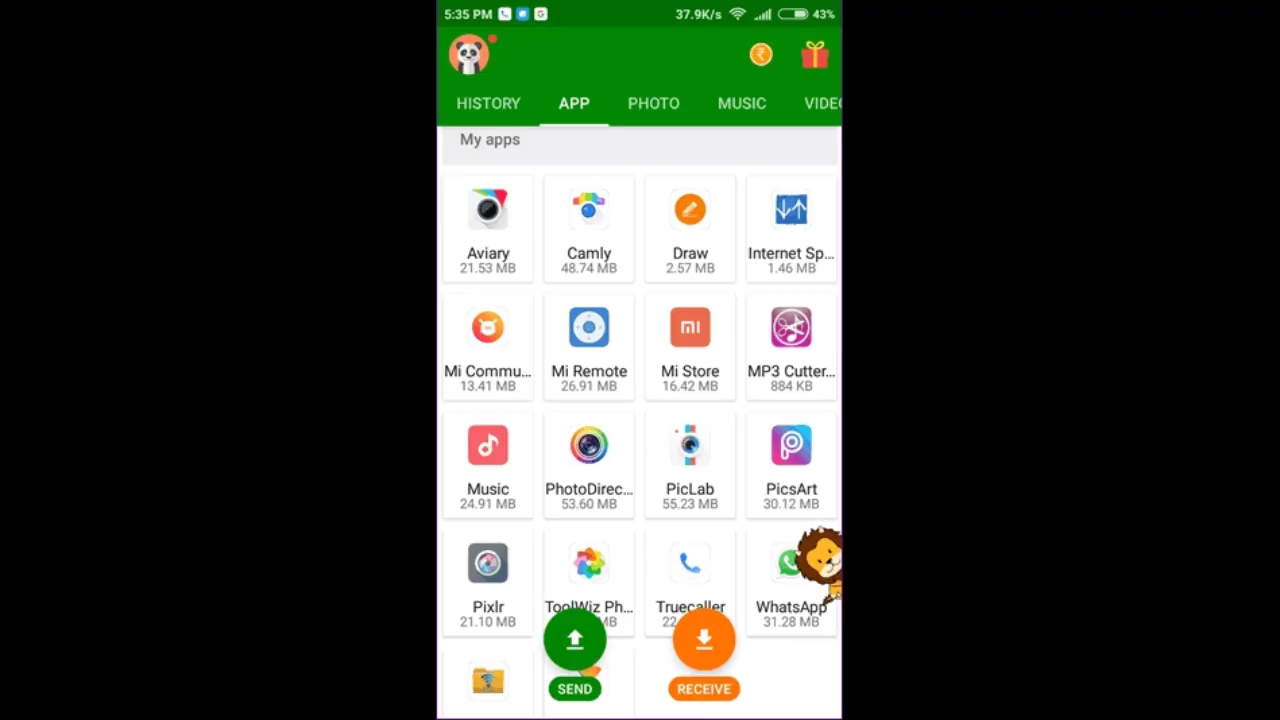 5:35 PM 37.9K/s 43%
HISTORY APP PHOTO MUSIC VIDE
My apps
Aviary Camly Draw Internet Sp...
21.53 MB 48.74 MB 2.57 MB 1.46 MB
Mi Commu... Mi Remote Mi Store MP3 Cutter...
13.41 MB 26.91 MB 16.42 MB 884 KB
Music PhotoDirec... PicLab PicsArt
24.91 MB 53.60 MB 55.23 MB 30.12 MB
Pixlr ToolWiz Ph... Truecaller WhatsApp
21.10 MB MB 22 31.28 MB
SEND RECEIVE